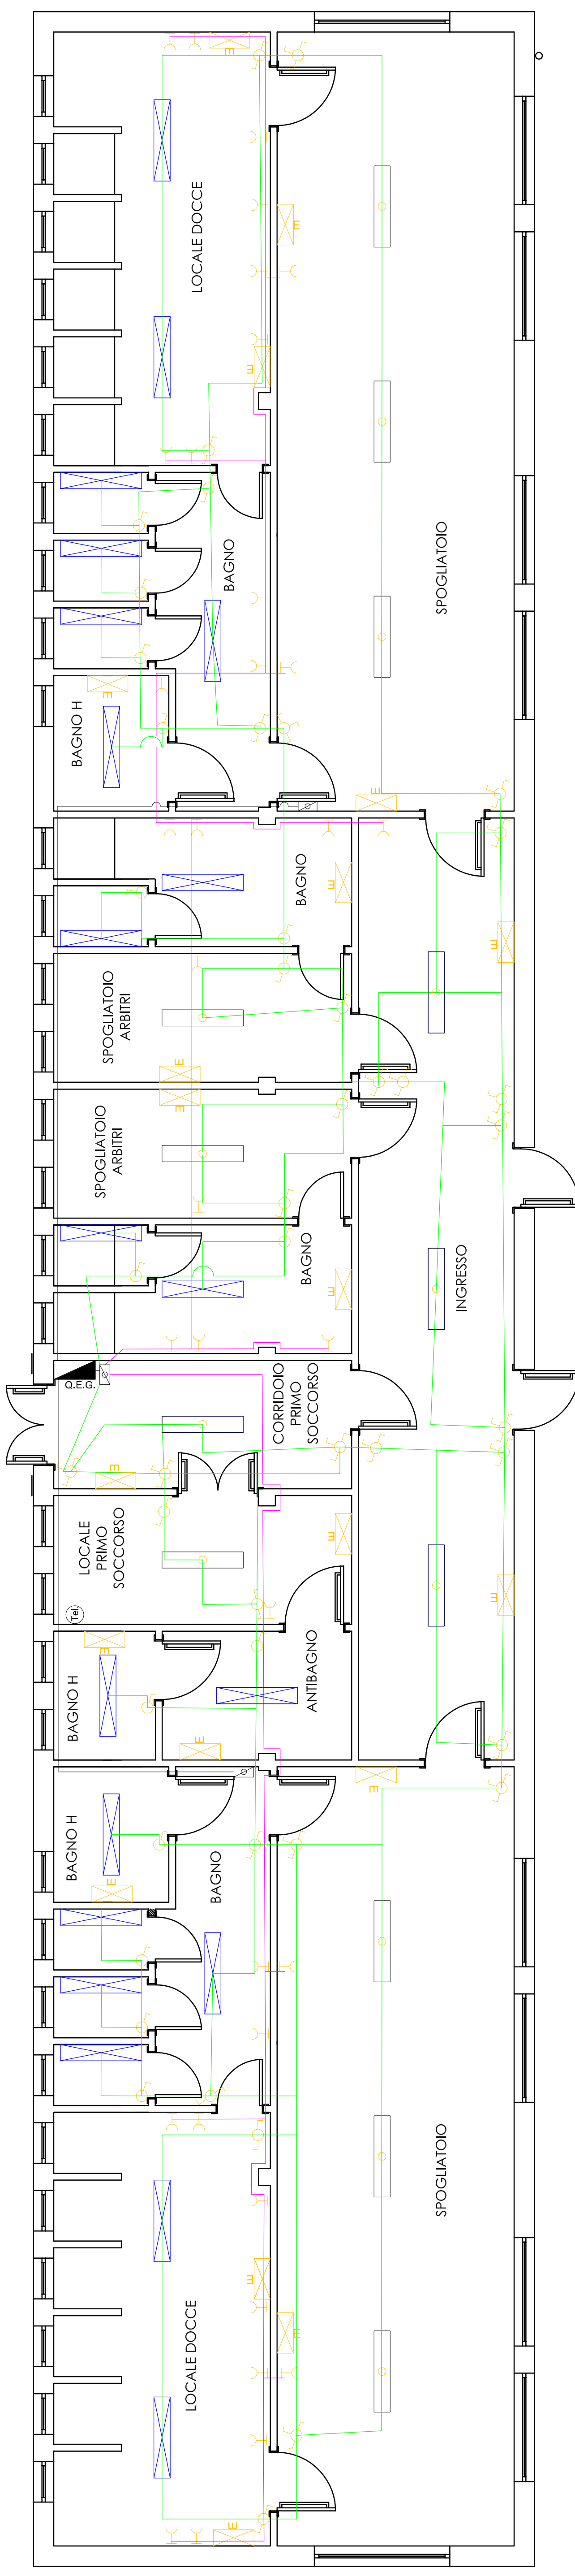 E
LOCALE DOCCE
E
E
SPOGLIATOIO
BAGNO
E
BAGNO H
E
BAGNO
E
E
SPOGLIATOIO
ARBITRI
E
E
SPOGLIATOIO
ARBITRI
BAGNO
E
INGRESSO
Q.E.G.
CORRIDOIO
PRIMO
SOCCORSO
E
LOCALE
PRIMO
SOCCORSO
E
Tel.
E
E
BAGNO H
ANTIBAGNO
E
E
BAGNO H
E
BAGNO
SPOGLIATOIO
E
E
LOCALE DOCCE
E